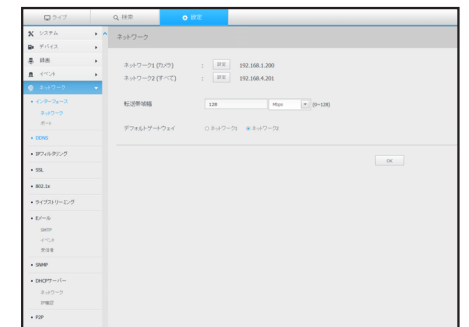 ライブ
検索
設定
システム
デバイス
録画
イベント
ネットワーク
インターフェース
ネットワーク
ポート
DDNS
IPフィルタリング
SSL
802.1x
ライブストリーミング
Eメール
SMTP
イベント
受信者
SNMP
DHCPサーバー
ネットワーク
IP確認
P2P
ネットワーク
ネットワーク1 (カメラ) : 設定 192.168.1.200
ネットワーク2 (すべて) : 設定 192.168.4.201
転送帯域幅 128 Mbps (0~128)
デフォルトゲートウェイ ネットワーク1 ネットワーク2
OK